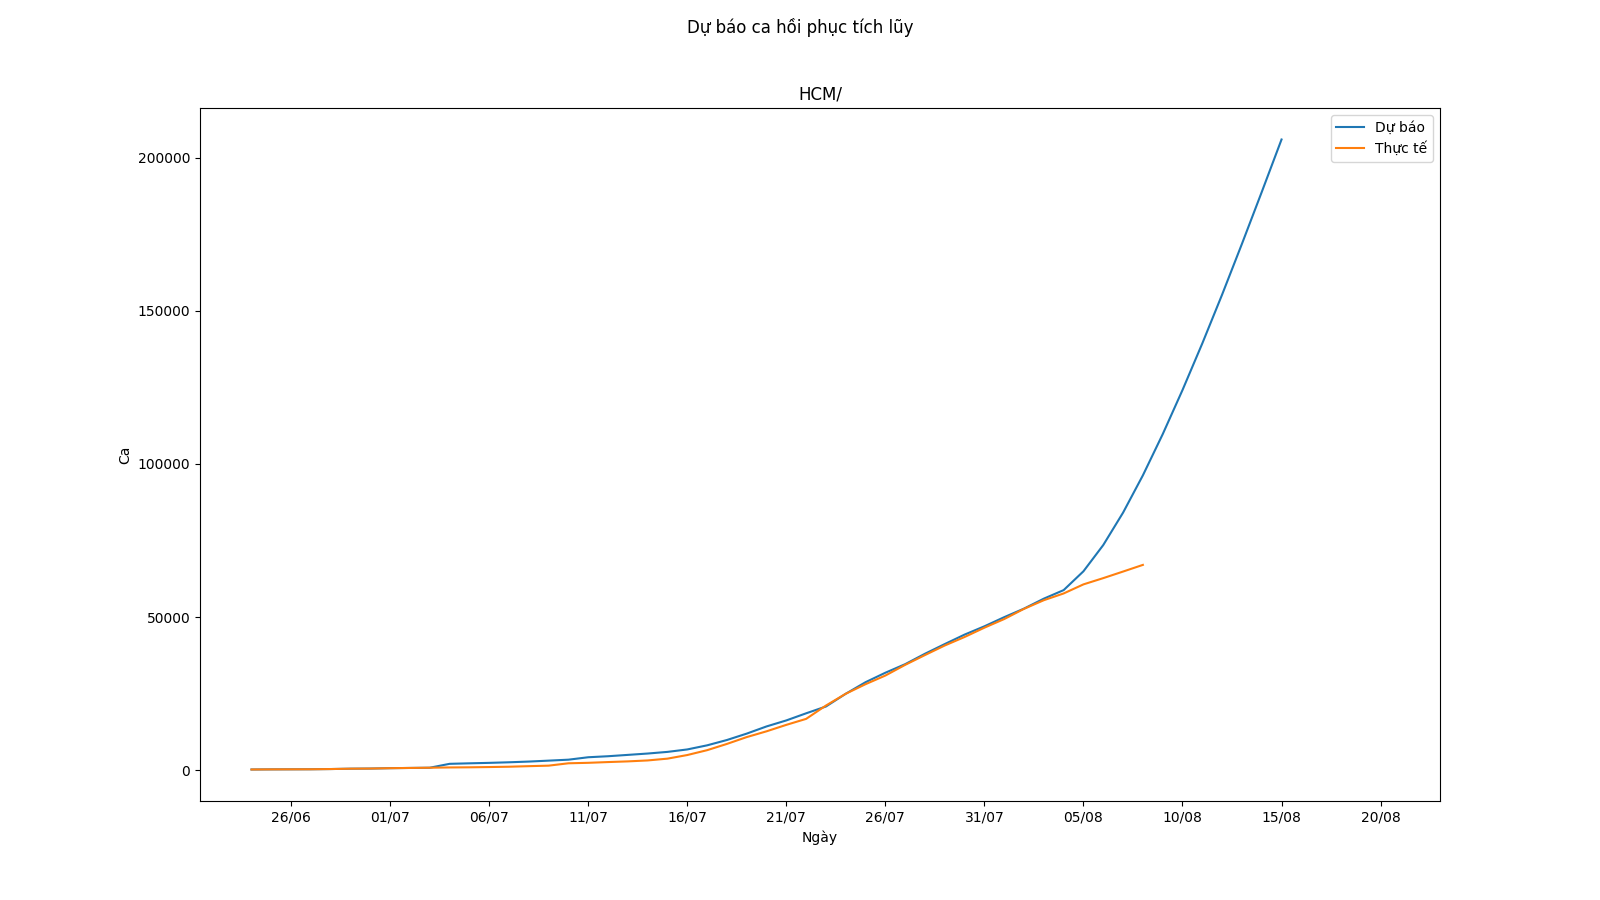 Dự báo ca hồi phục tích lũy
HCM/
Dự báo
Thực tế
200000
150000
100000
50000
0
Ca
26/06 01/07 06/07 11/07 16/07 21/07 26/07 31/07 05/08 10/08 15/08 20/08
Ngày